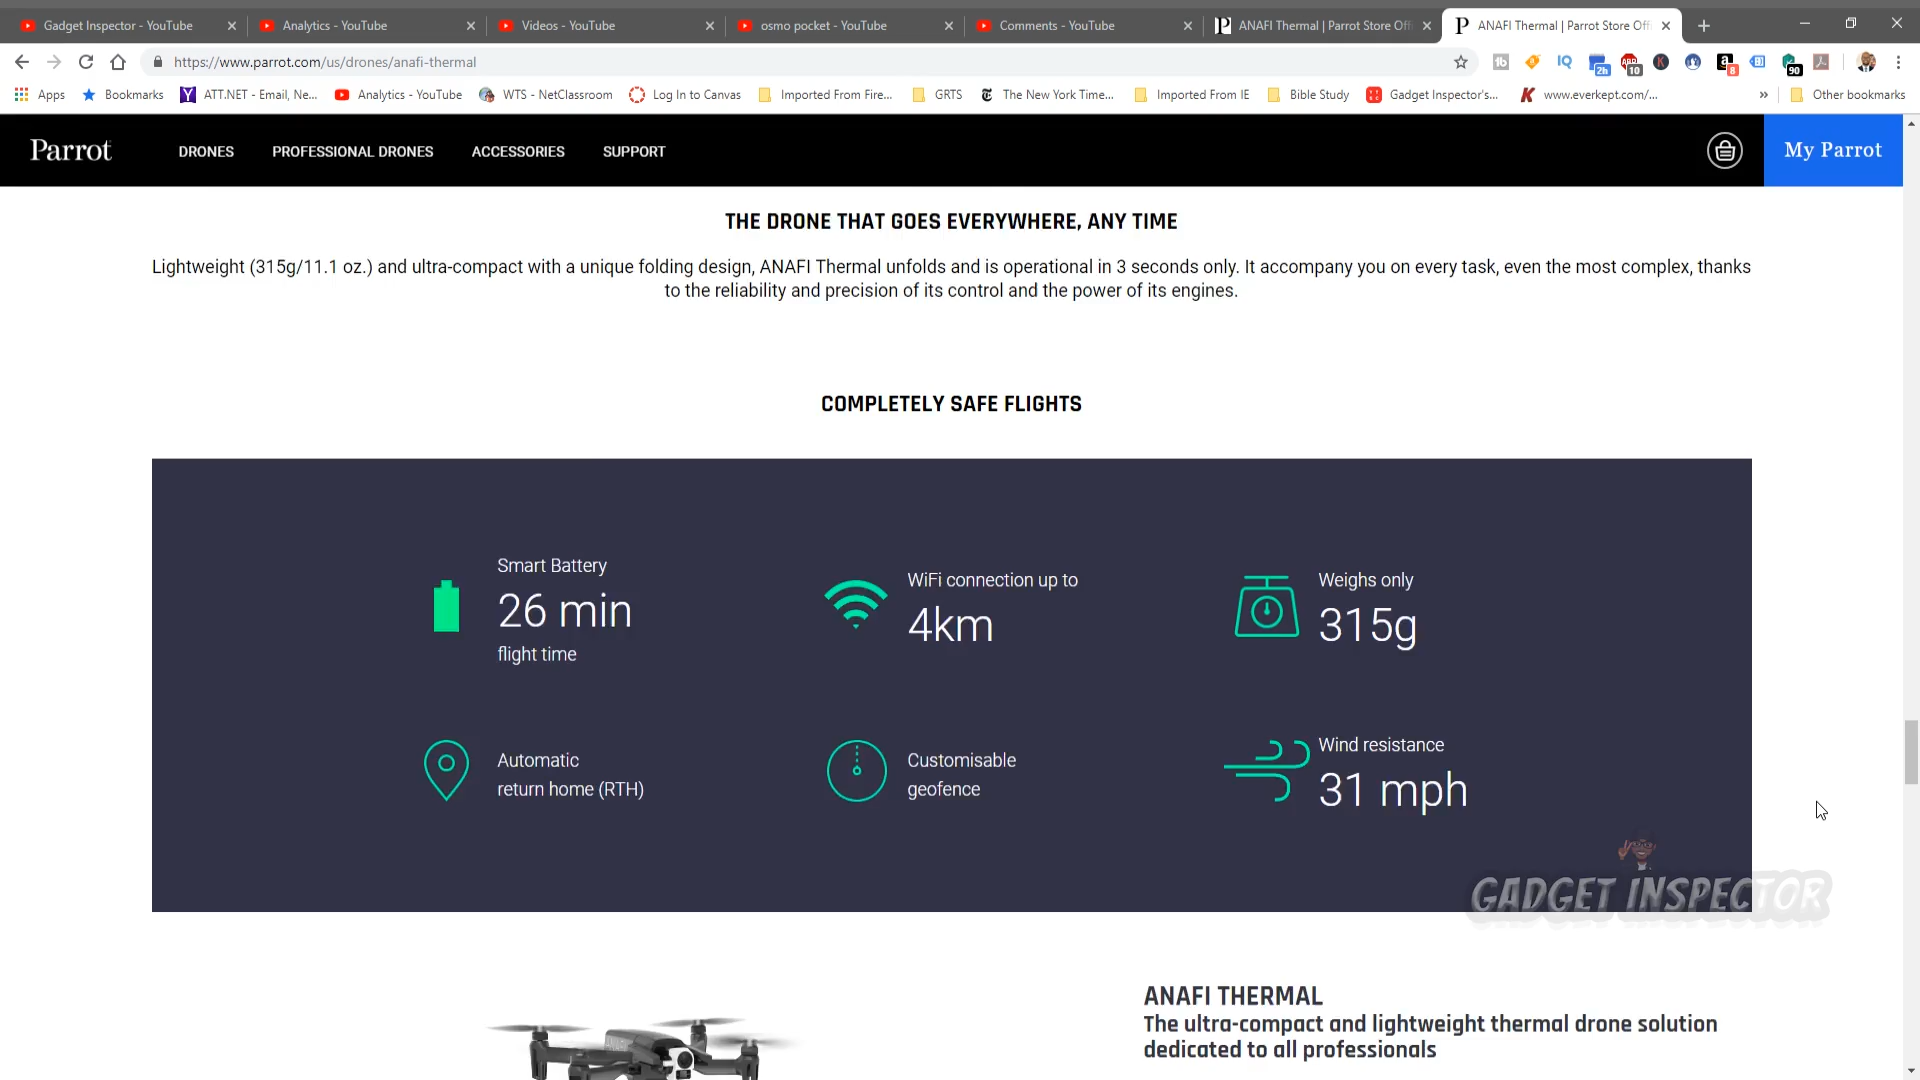 Gadget Inspector - YouTube
Analytics - YouTube
Videos - YouTube
osmo pocket - YouTube
Comments - YouTube
ANAFI Thermal | Parrot Store Off
ANAFI Thermal | Parrot Store Offi
https://www.parrot.com/us/drones/anafi-thermal
Apps
Bookmarks
ATT.NET - Email, Ne...
Analytics - YouTube
WTS - NetClassroom
Log In to Canvas
Imported From Fire...
GRTS
The New York Time...
Imported From IE
Bible Study
Gadget Inspector's...
www.everkept.com/...
Other bookmarks
Parrot
DRONES
PROFESSIONAL DRONES
ACCESSORIES
SUPPORT
My Parrot
THE DRONE THAT GOES EVERYWHERE, ANY TIME
Lightweight (315g/11.1 oz.) and ultra-compact with a unique folding design, ANAFI Thermal unfolds and is operational in 3 seconds only. It accompany you on every task, even the most complex, thanks
to the reliability and precision of its control and the power of its engines.
COMPLETELY SAFE FLIGHTS
Smart Battery
26 min
flight time
WiFi connection up to
4km
Weighs only
315g
Automatic
return home (RTH)
Customisable
geofence
Wind resistance
31 mph
GADGET INSPECTOR
ANAFI THERMAL
The ultra-compact and lightweight thermal drone solution
dedicated to all professionals